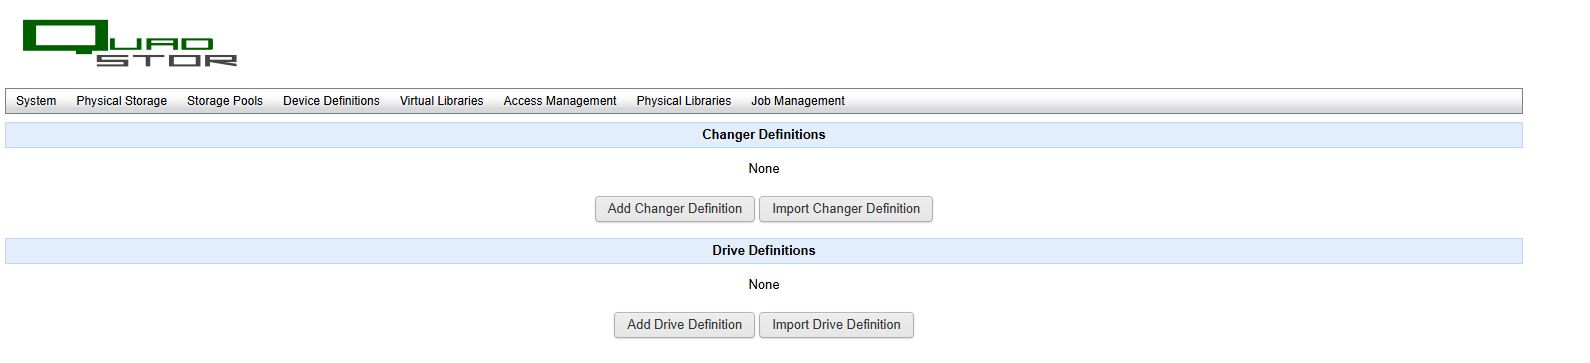 QUAD
STOR
System Physical Storage Storage Pools Device Definitions Virtual Libraries Access Management Physical Libraries Job Management
Changer Definitions
None
Add Changer Definition Import Changer Definition
Drive Definitions
None
Add Drive Definition Import Drive Definition